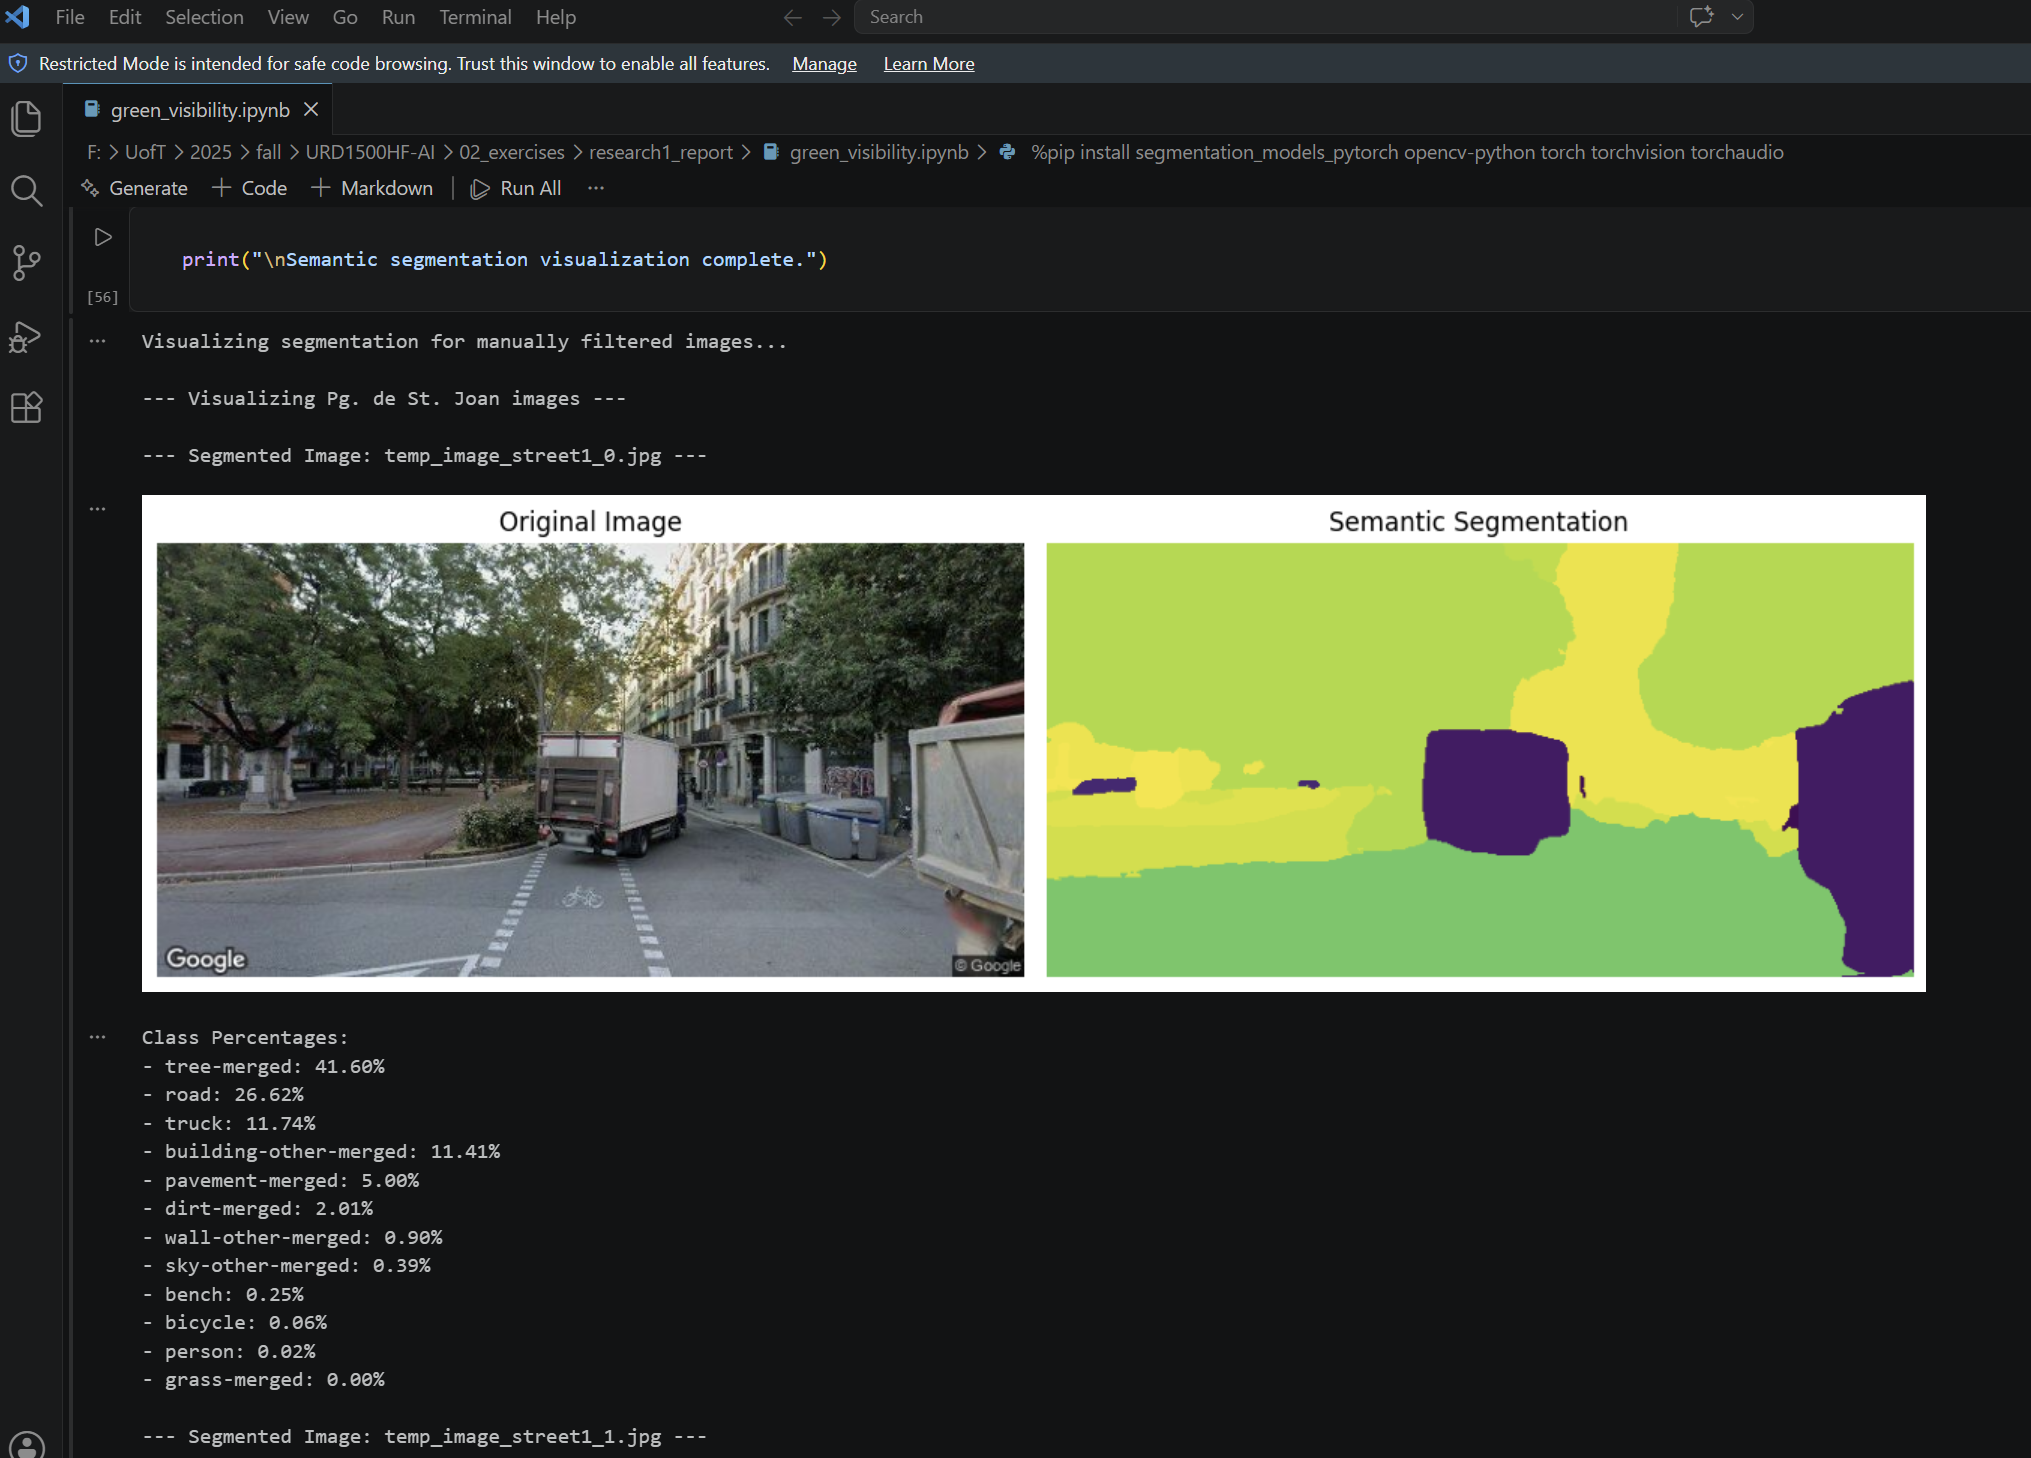 File Edit Selection View Go Run Terminal Help
Search
Restricted Mode is intended for safe code browsing. Trust this window to enable all features. Manage Learn More
green_visibility.ipynb
F: > UofT > 2025 > fall > URD1500HF-AI > 02_exercises > research1_report > green_visibility.ipynb > %pip install segmentation_models_pytorch opencv-python torch torchvision torchaudio
Generate + Code + Markdown | Run All ...
print("\nSemantic segmentation visualization complete.")
[56]
... Visualizing segmentation for manually filtered images...
--- Visualizing Pg. de St. Joan images ---
--- Segmented Image: temp_image_street1_0.jpg ---
...
Original Image Semantic Segmentation
Google
© Google
... Class Percentages:
- tree-merged: 41.60%
- road: 26.62%
- truck: 11.74%
- building-other-merged: 11.41%
- pavement-merged: 5.00%
- dirt-merged: 2.01%
- wall-other-merged: 0.90%
- sky-other-merged: 0.39%
- bench: 0.25%
- bicycle: 0.06%
- person: 0.02%
- grass-merged: 0.00%
--- Segmented Image: temp_image_street1_1.jpg ---